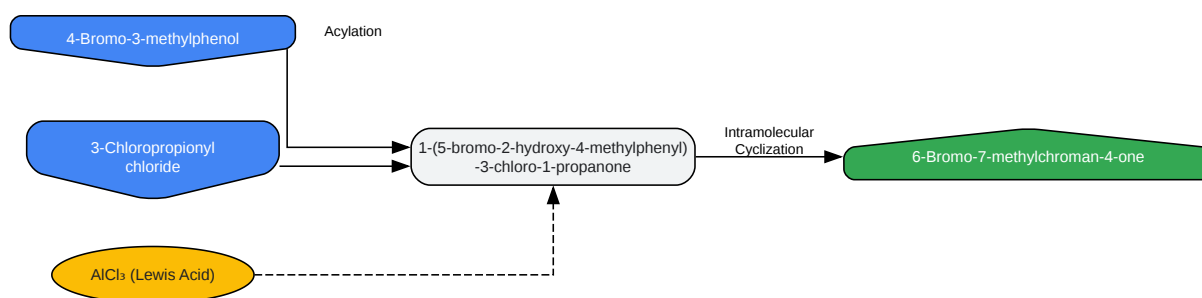 4-Bromo-3-methylphenol
Acylation
3-Chloropropionyl
chloride
1-(5-bromo-2-hydroxy-4-methylphenyl)
-3-chloro-1-propanone
Intramolecular
Cyclization
6-Bromo-7-methylchroman-4-one
AlCl₃ (Lewis Acid)